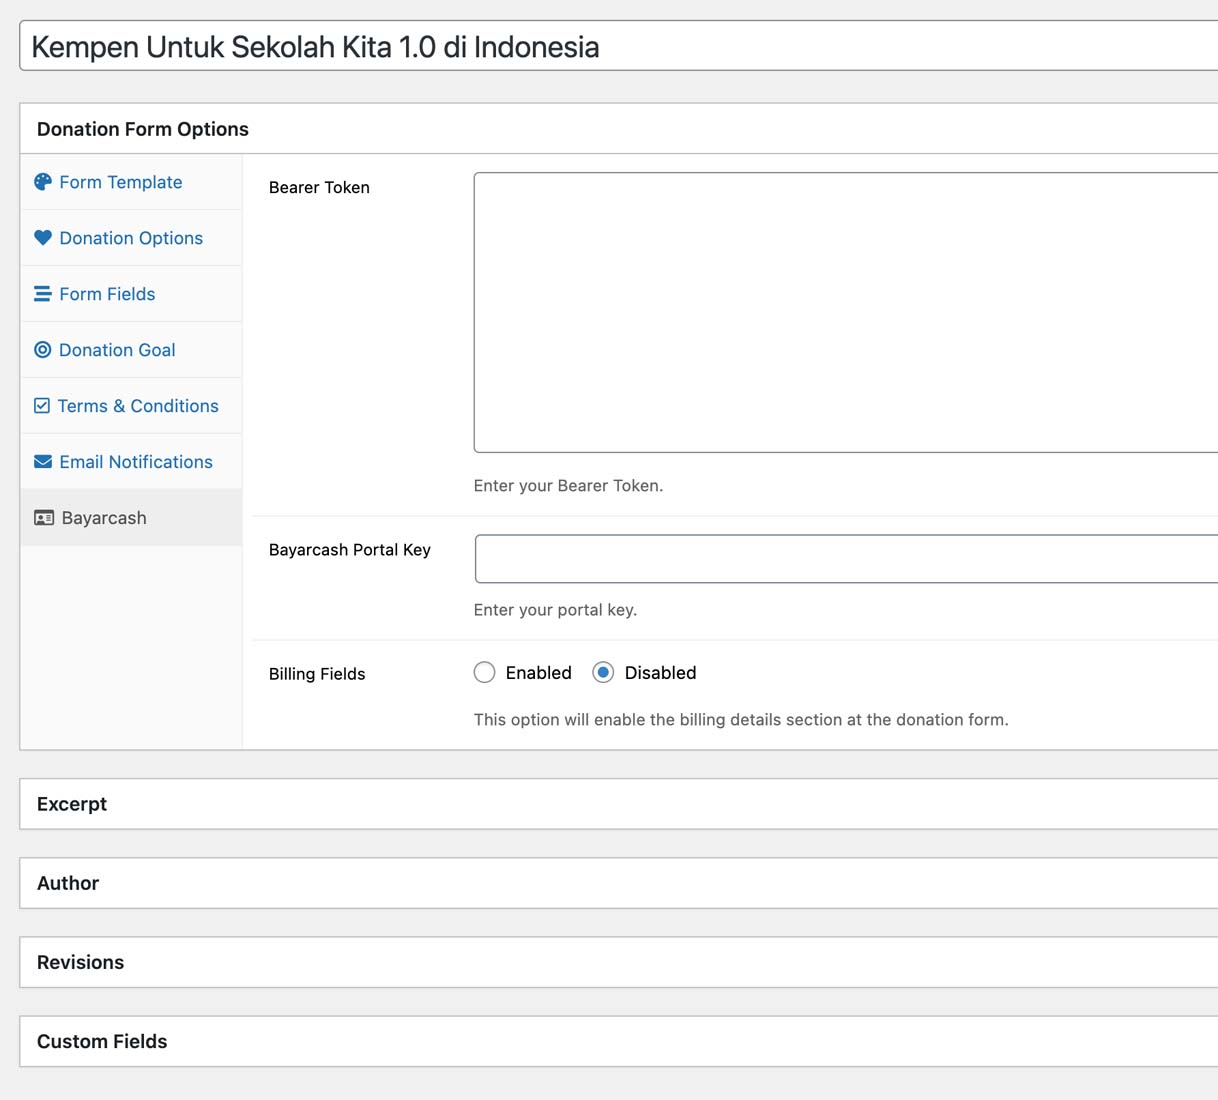 Kempen Untuk Sekolah Kita 1.0 di Indonesia
Donation Form Options
Form Template
Donation Options
Form Fields
Donation Goal
Terms & Conditions
Email Notifications
Bayarcash
Bearer Token
Enter your Bearer Token.
Bayarcash Portal Key
Enter your portal key.
Billing Fields
Enabled Disabled
This option will enable the billing details section at the donation form.
Excerpt
Author
Revisions
Custom Fields